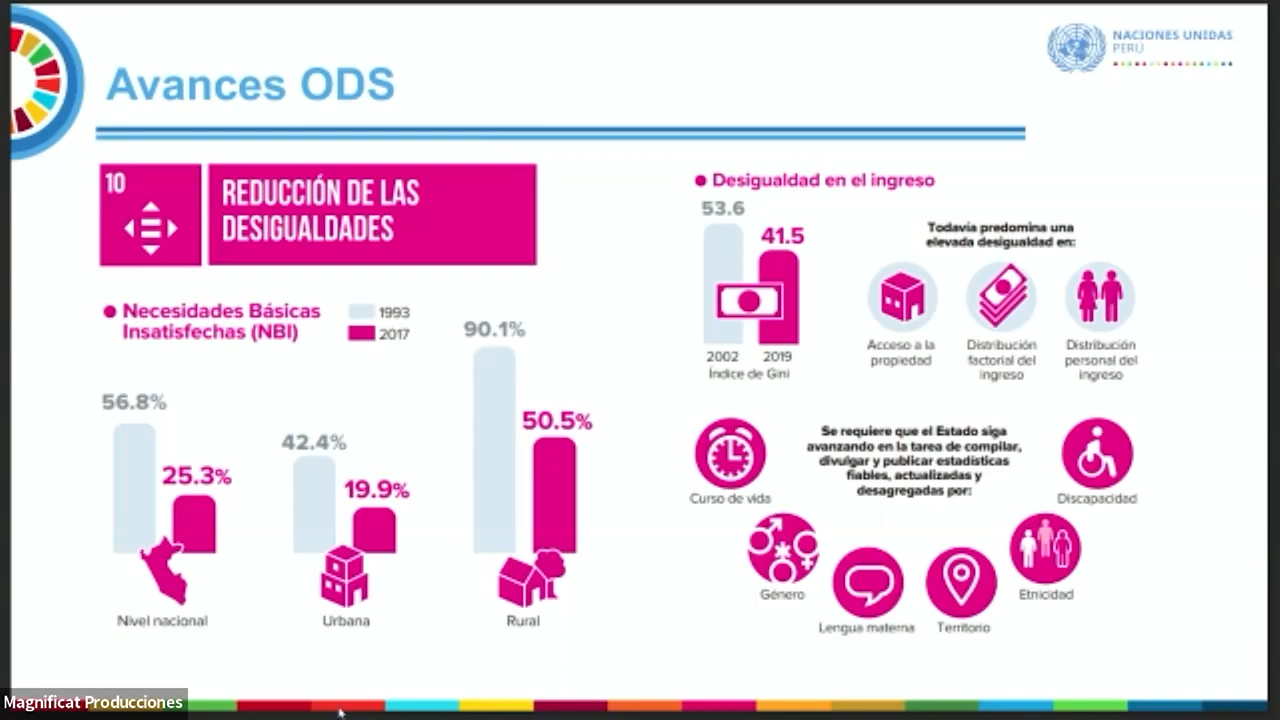 NACIONES UNIDAS
PERÚ
Avances ODS
10
REDUCCIÓN DE LAS
DESIGUALDADES
Necesidades Básicas
Insatisfechas (NBI)
1993
2017
56.8%
25.3%
Nivel nacional
42.4%
19.9%
Urbana
90.1%
50.5%
Rural
Desigualdad en el ingreso
53.6
41.5
2002
2019
Índice de Gini
Todavía predomina una
elevada desigualdad en:
Acceso a la
propiedad
Distribución
factorial del
ingreso
Distribución
personal del
ingreso
Se requiere que el Estado siga
avanzando en la tarea de compilar,
divulgar y publicar estadísticas
fiables, actualizadas y
desagregadas por:
Curso de vida
Género
Lengua materna
Territorio
Etnicidad
Discapacidad
Magnificat Producciones